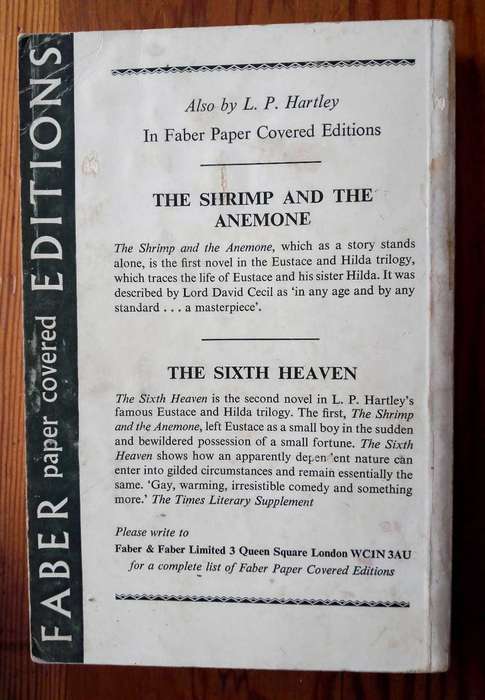 FABER paper covered EDITIONS
Also by L. P. Hartley
In Faber Paper Covered Editions
THE SHRIMP AND THE
ANEMONE
The Shrimp and the Anemone, which as a story stands
alone, is the first novel in the Eustace and Hilda trilogy,
which traces the life of Eustace and his sister Hilda. It was
described by Lord David Cecil as ‘in any age and by any
standard . . . a masterpiece’.
THE SIXTH HEAVEN
The Sixth Heaven is the second novel in L. P. Hartley’s
famous Eustace and Hilda trilogy. The first, The Shrimp
and the Anemone, left Eustace as a small boy in the sudden
and bewildered possession of a small fortune. The Sixth
Heaven shows how an apparently dependent nature can
enter into gilded circumstances and remain essentially the
same. ‘Gay, warming, irresistible comedy and something
more.’ The Times Literary Supplement
Please write to
Faber & Faber Limited 3 Queen Square London WC1N 3AU
for a complete list of Faber Paper Covered Editions